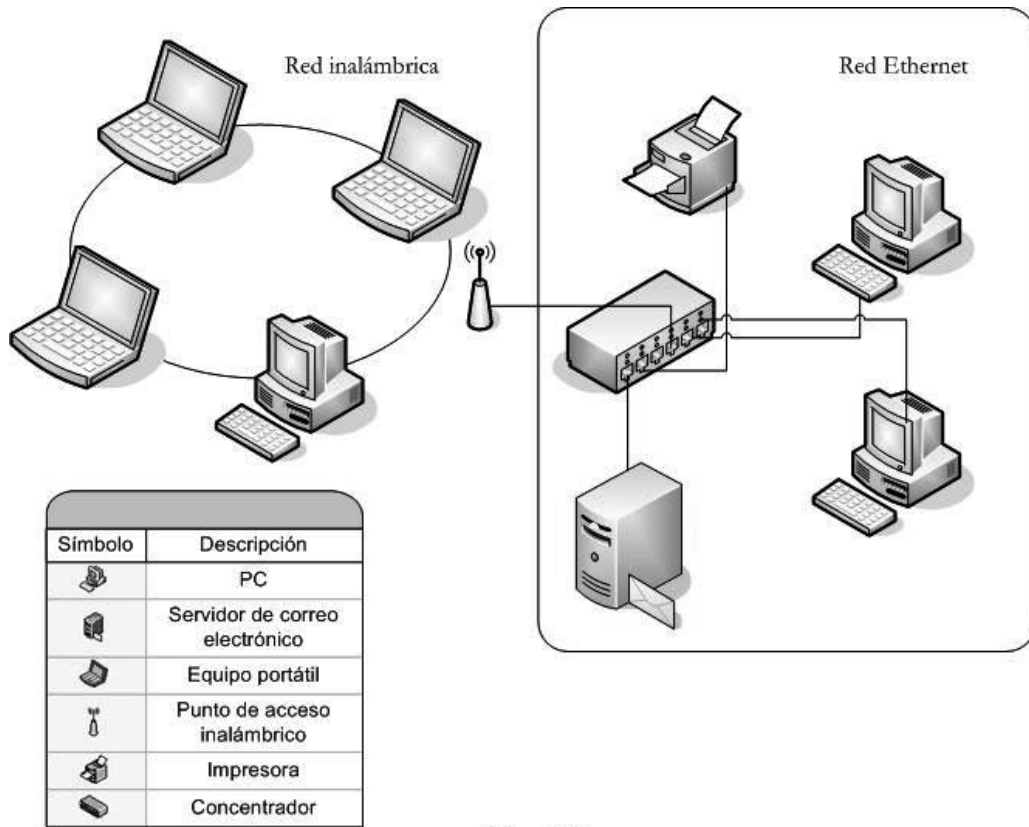 Red inalámbrica
Red Ethernet
Símbolo Descripción
PC
Servidor de correo
electrónico
Equipo portátil
Punto de acceso
inalámbrico
Impresora
Concentrador